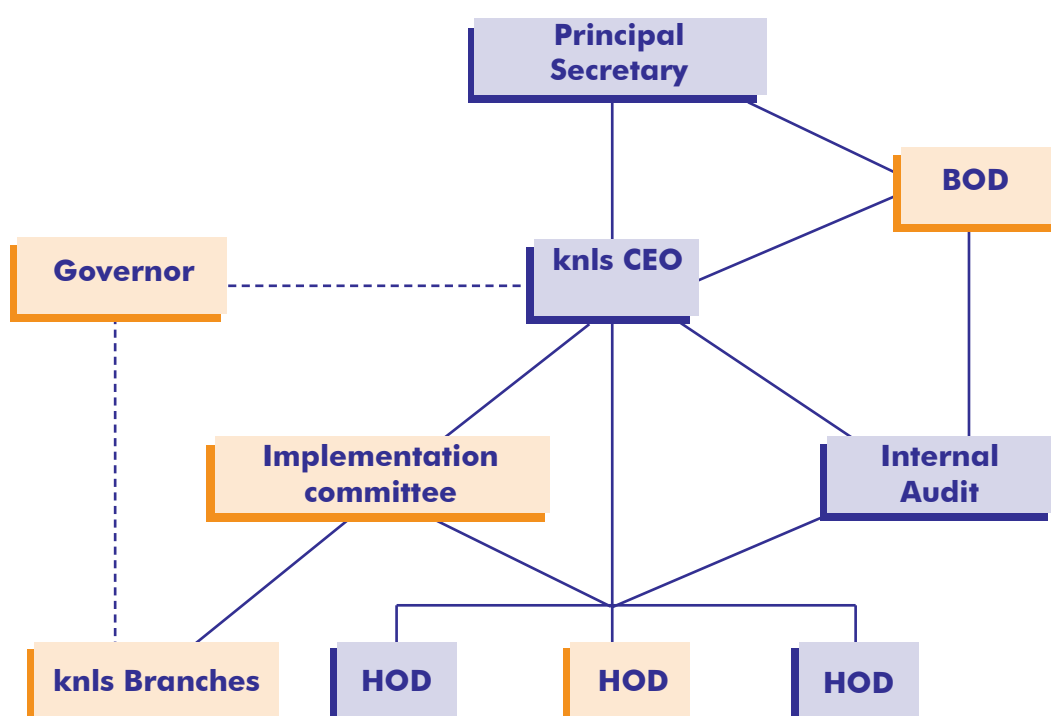 Principal
Secretary
BOD
Governor
knls CEO
Implementation
committee
Internal
Audit
knls Branches
HOD
HOD
HOD